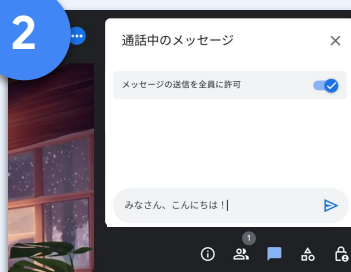 2
通話中のメッセージ
メッセージの送信を全員に許可
みなさん、こんにちは！
1